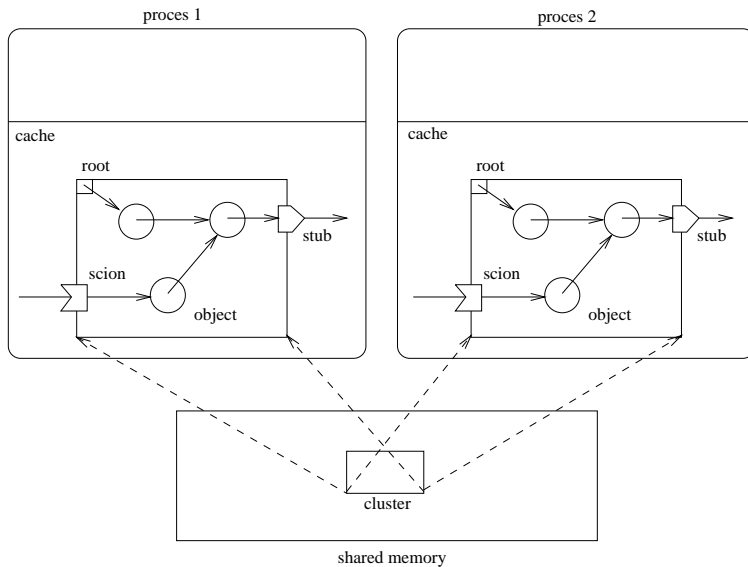 proces 1
proces 2
cache
cache
root
root
stub
stub
scion
scion
object
object
cluster
shared memory